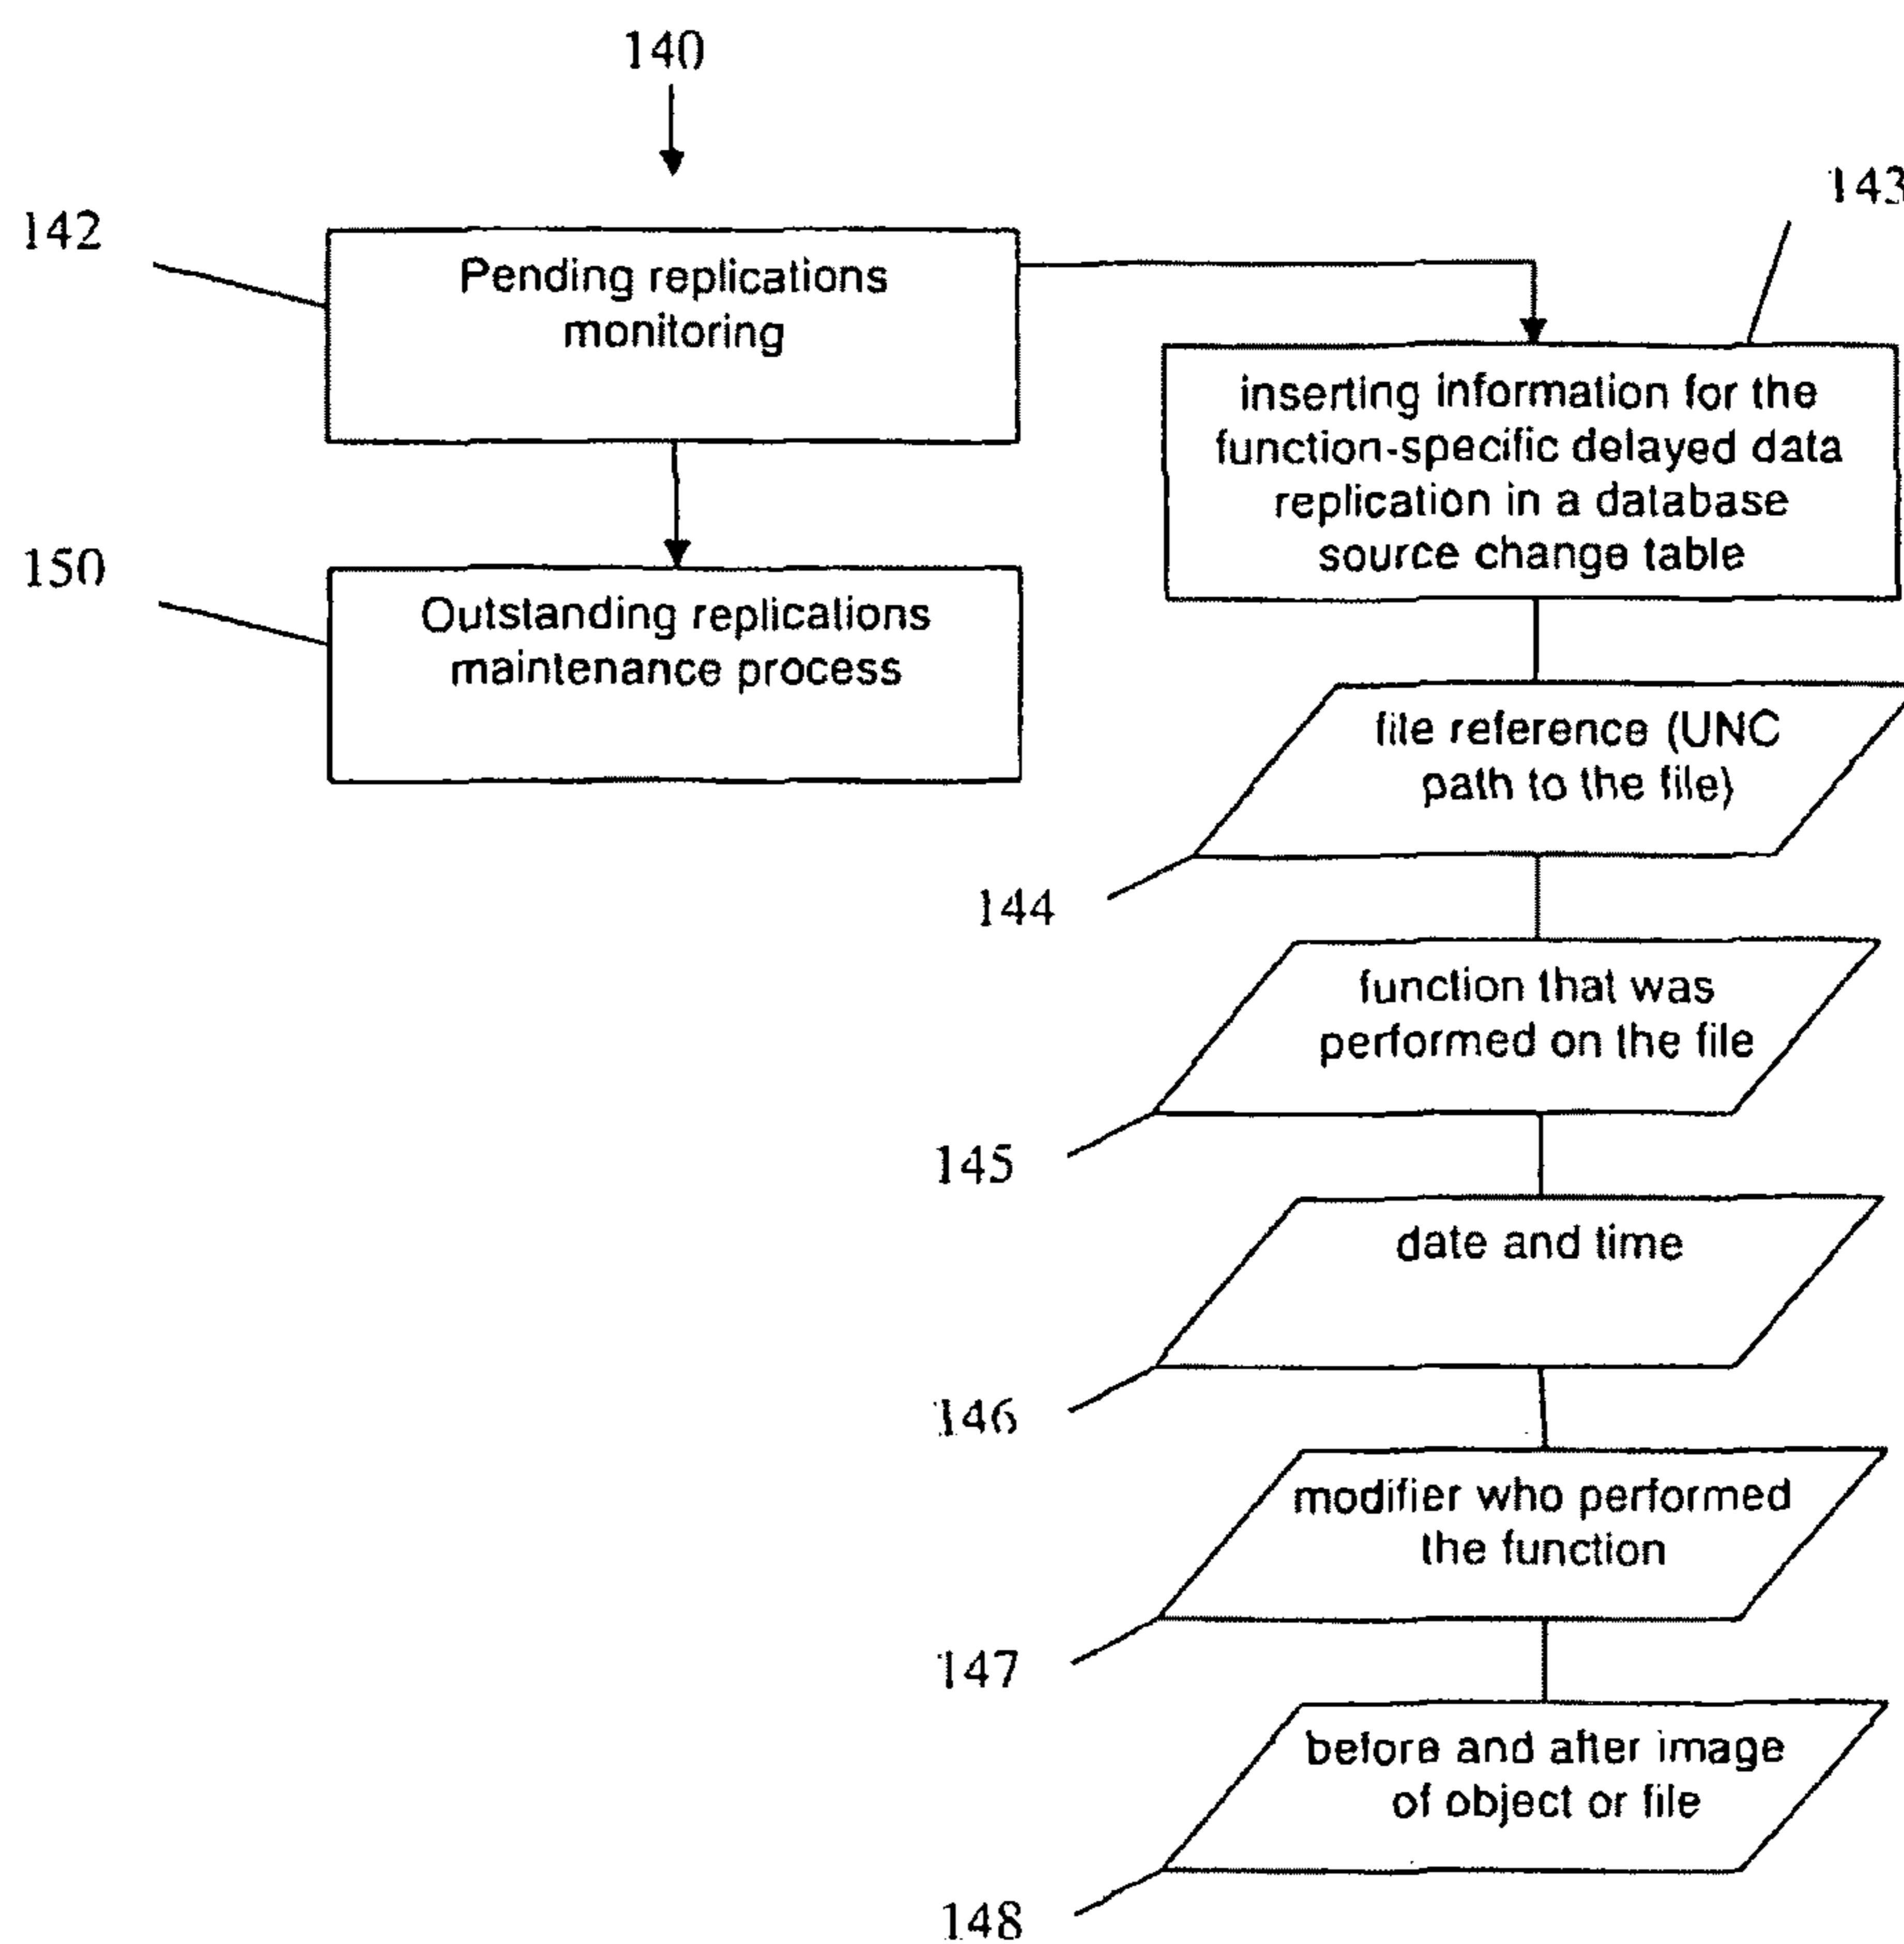 140
143
142
Pending replications
monitoring
inserting information for the
function-specific delayed data
replication in a database
source change table
150
Outstanding replications
maintenance process
file reference (UNC
path to the file)
144
function that was
performed on the file
145
date and time
146
modifier who performed
the function
147
before and after image
of object or file
148